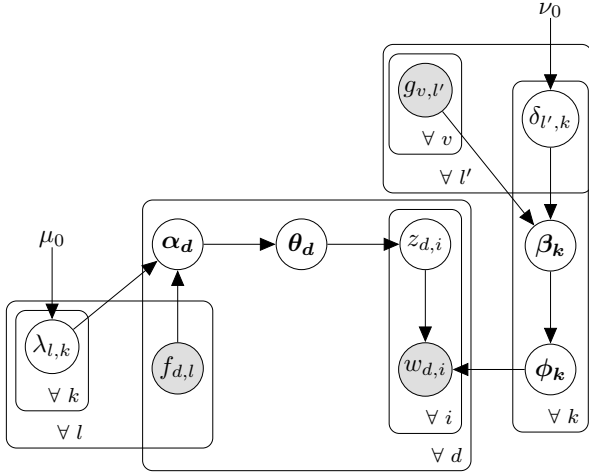 ν₀
g_{v,l′}
δ_{l′,k}
∀ v
∀ l′
μ₀
α_d
θ_d
z_{d,i}
β_k
λ_{l,k}
f_{d,l}
w_{d,i}
ϕ_k
∀ k
∀ i
∀ k
∀ l
∀ d